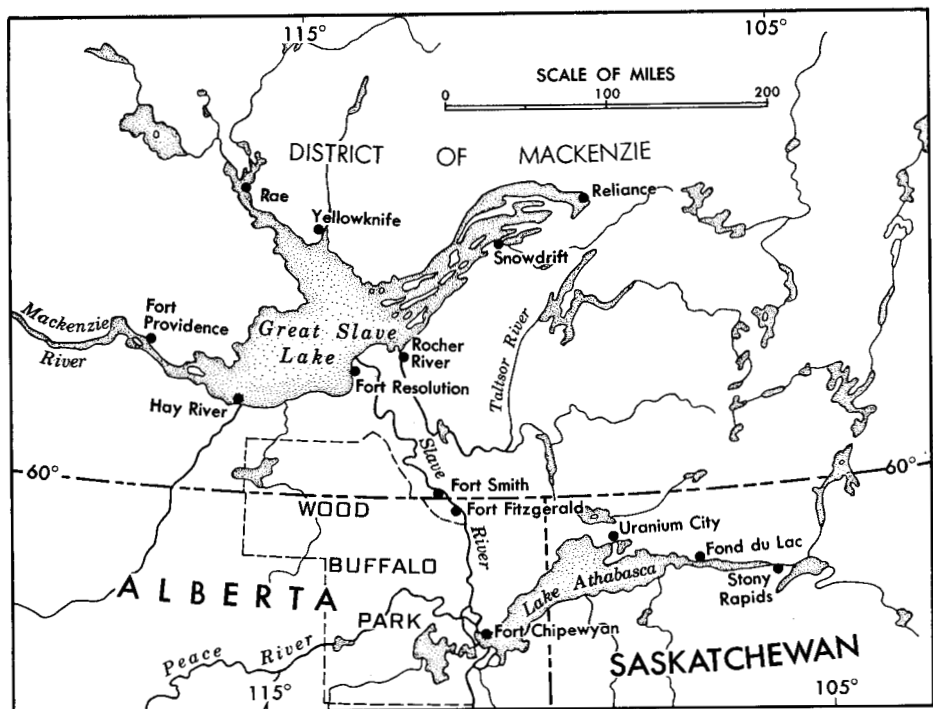 115°
105°
SCALE OF MILES
0 100 200
DISTRICT OF MACKENZIE
Rae
Reliance
Yellowknife
Snowdrift
Mackenzie
River
Fort
Providence
Great Slave
Lake
Rocher
River
Taltsor River
Fort Resolution
Hay River
60°
60°
Slave
River
Fort Smith
WOOD
Fort Fitzgerald
Uranium City
BUFFALO
Fond du Lac
Lake Athabasca
Stony
Rapids
ALBERTA
PARK
Fort Chipewyan
Peace River
SASKATCHEWAN
115°
105°